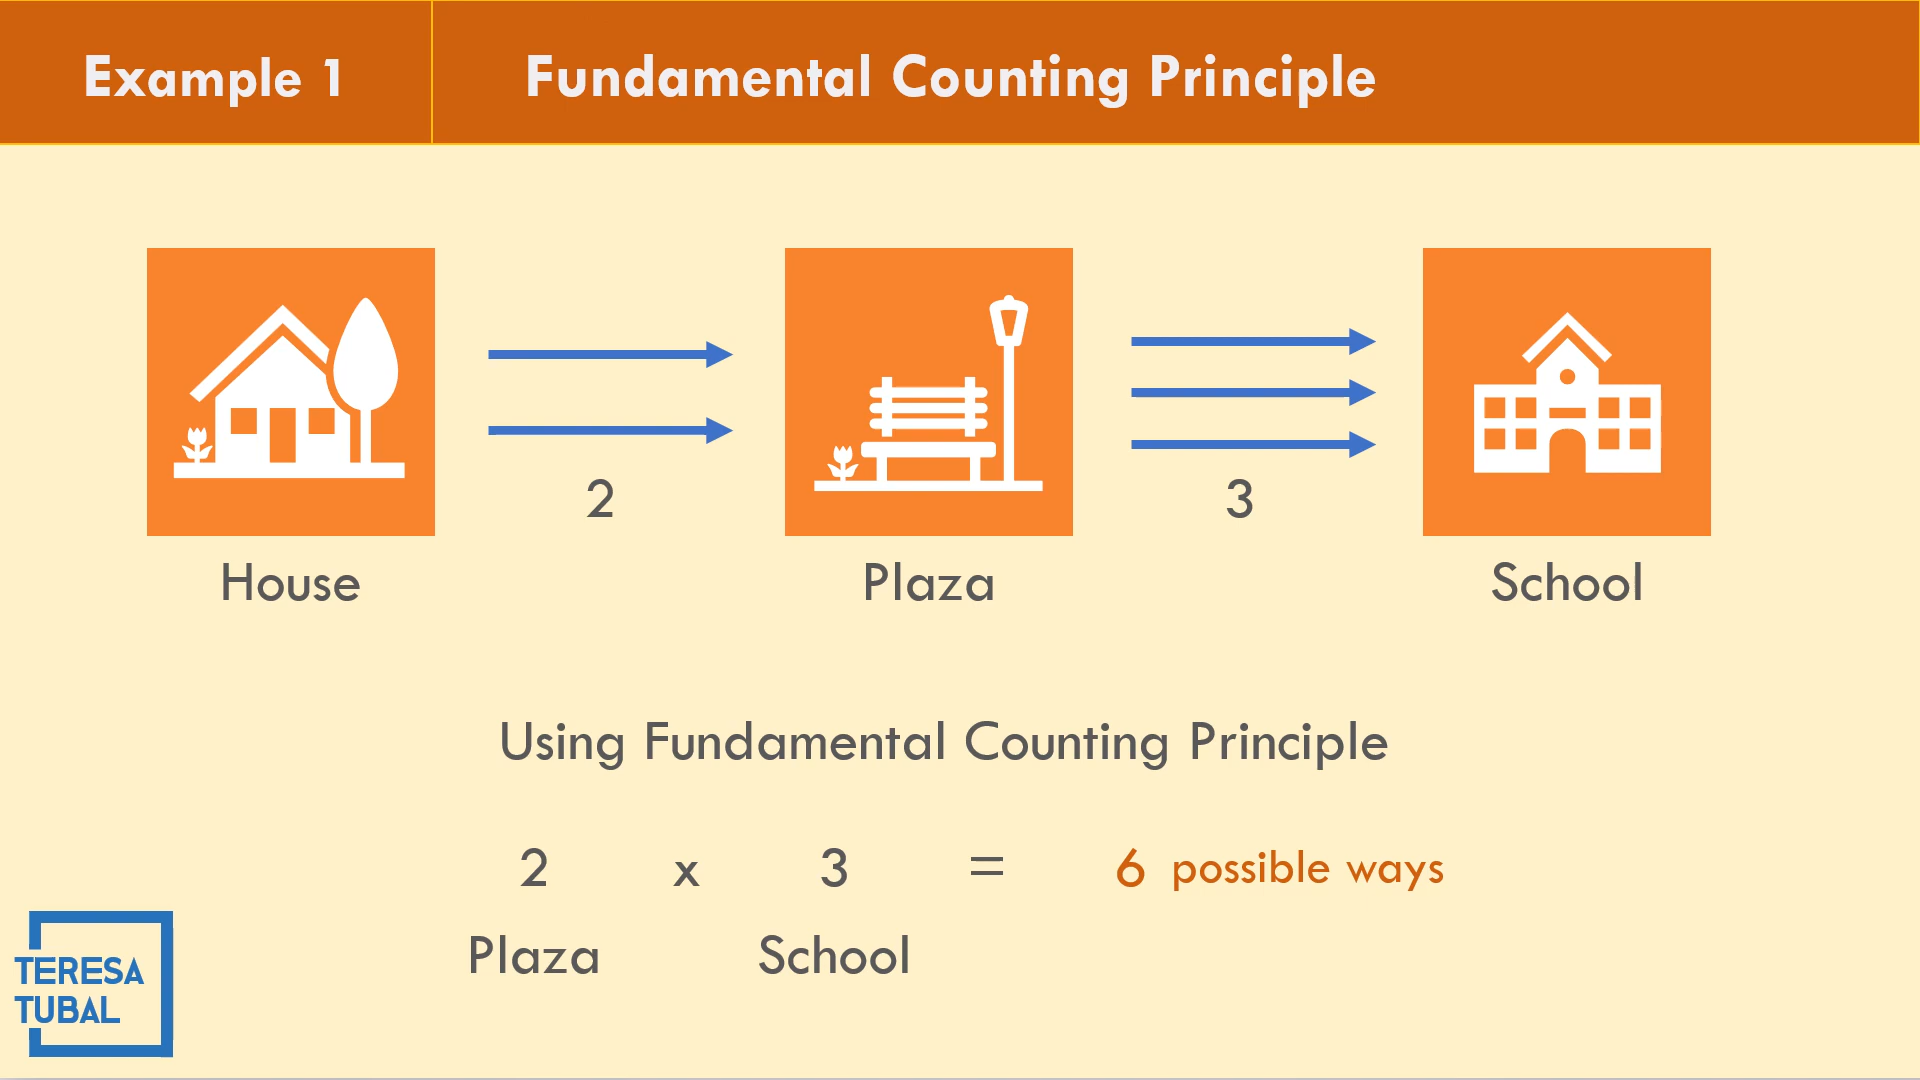 Example 1
Fundamental Counting Principle
2
3
House
Plaza
School
Using Fundamental Counting Principle
2 x 3 = 6 possible ways
Plaza School
TERESA
TUBAL